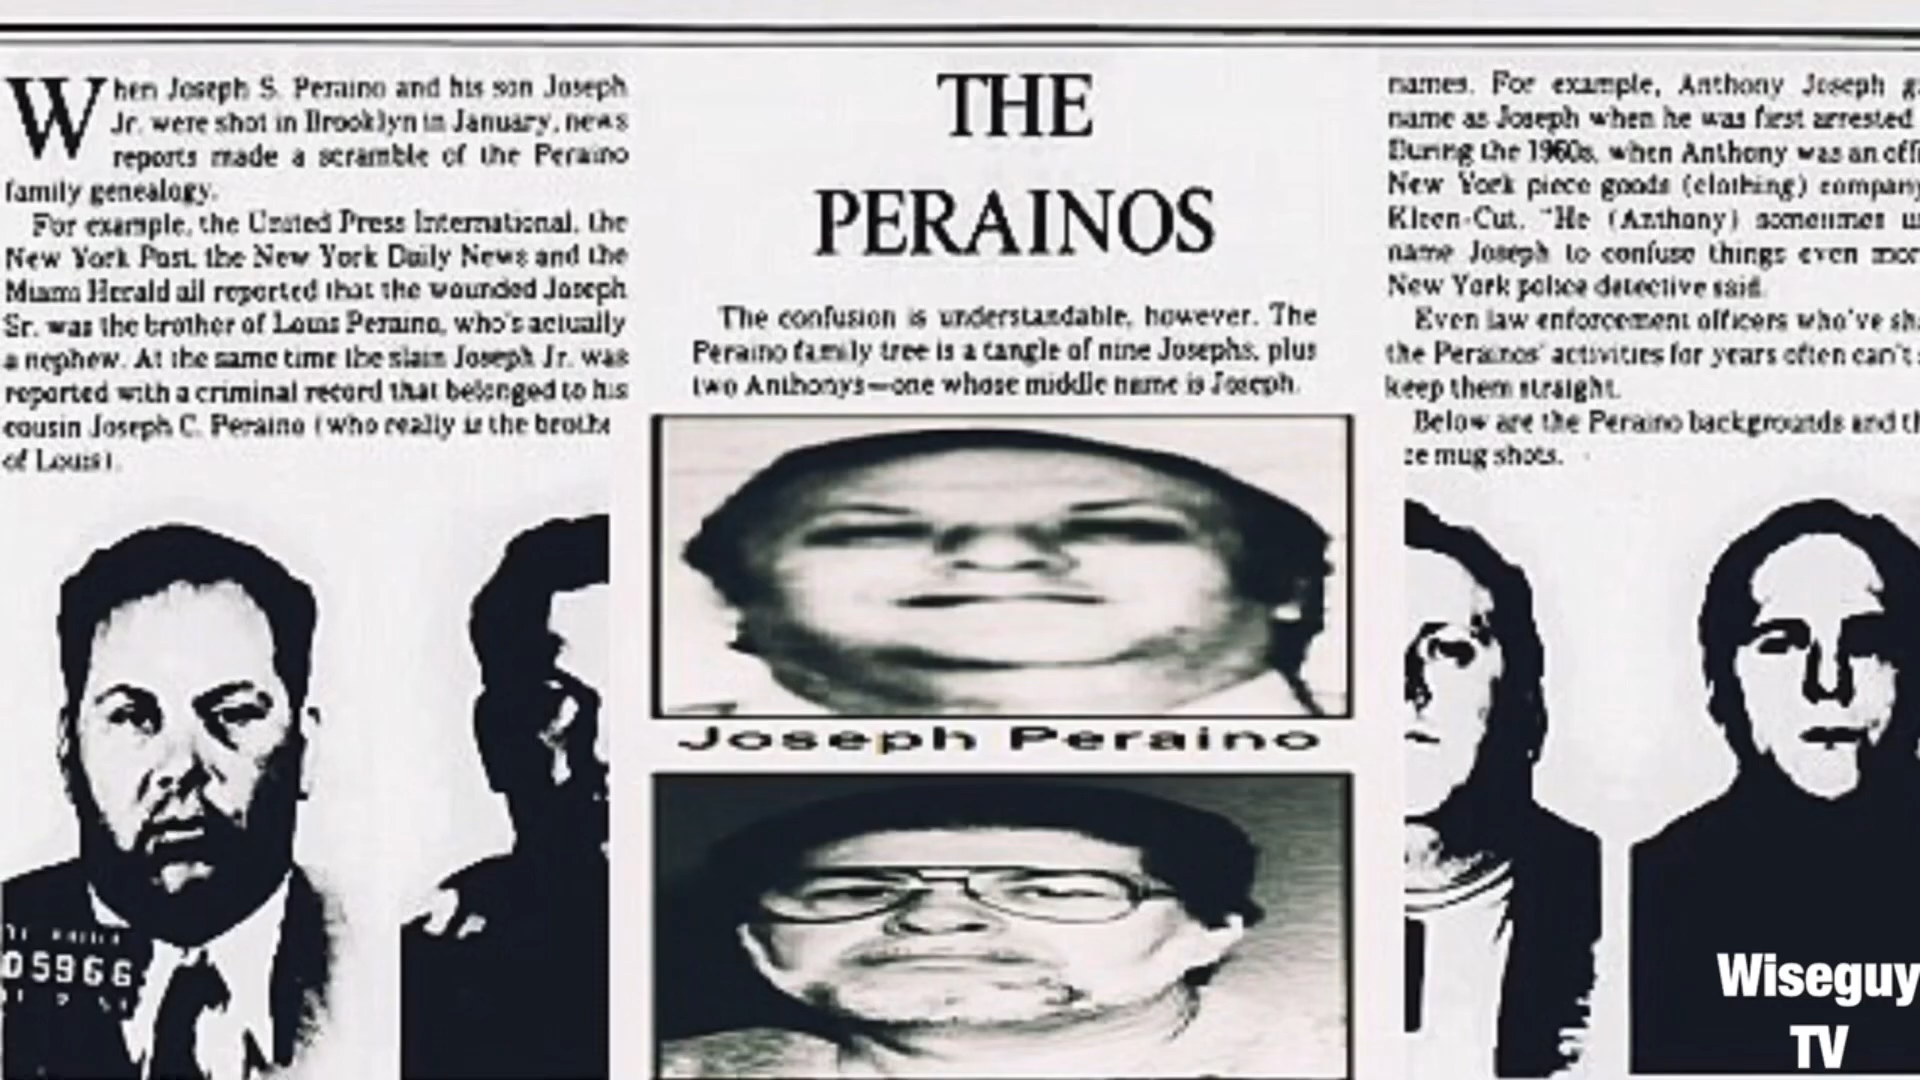 When Joseph S. Peraino and his son Joseph
Jr. were shot in Brooklyn in January, news
reports made a scramble of the Peraino
family genealogy.
For example, the United Press International, the
New York Post, the New York Daily News and the
Miami Herald all reported that the wounded Joseph
Sr. was the brother of Louis Peraino, who's actually
a nephew. At the same time the slain Joseph Jr. was
reported with a criminal record that belonged to his
cousin Joseph C. Peraino (who really is the brothe
of Louis).
THE
PERAINOS
The confusion is understandable, however. The
Peraino family tree is a tangle of nine Josephs, plus
two Anthonys—one whose middle name is Joseph.
Joseph Peraino
names. For example, Anthony Joseph g
name as Joseph when he was first arrested
During the 1960s, when Anthony was an off
New York piece goods (clothing) company
Kleen-Cut, "He (Anthony) sometimes u
name Joseph to confuse things even mor
New York police detective said.
Even law enforcement officers who've st
the Perainos' activities for years often can't
keep them straight.
Below are the Peraino backgrounds and th
ce mug shots.
05966
Wiseguy
TV